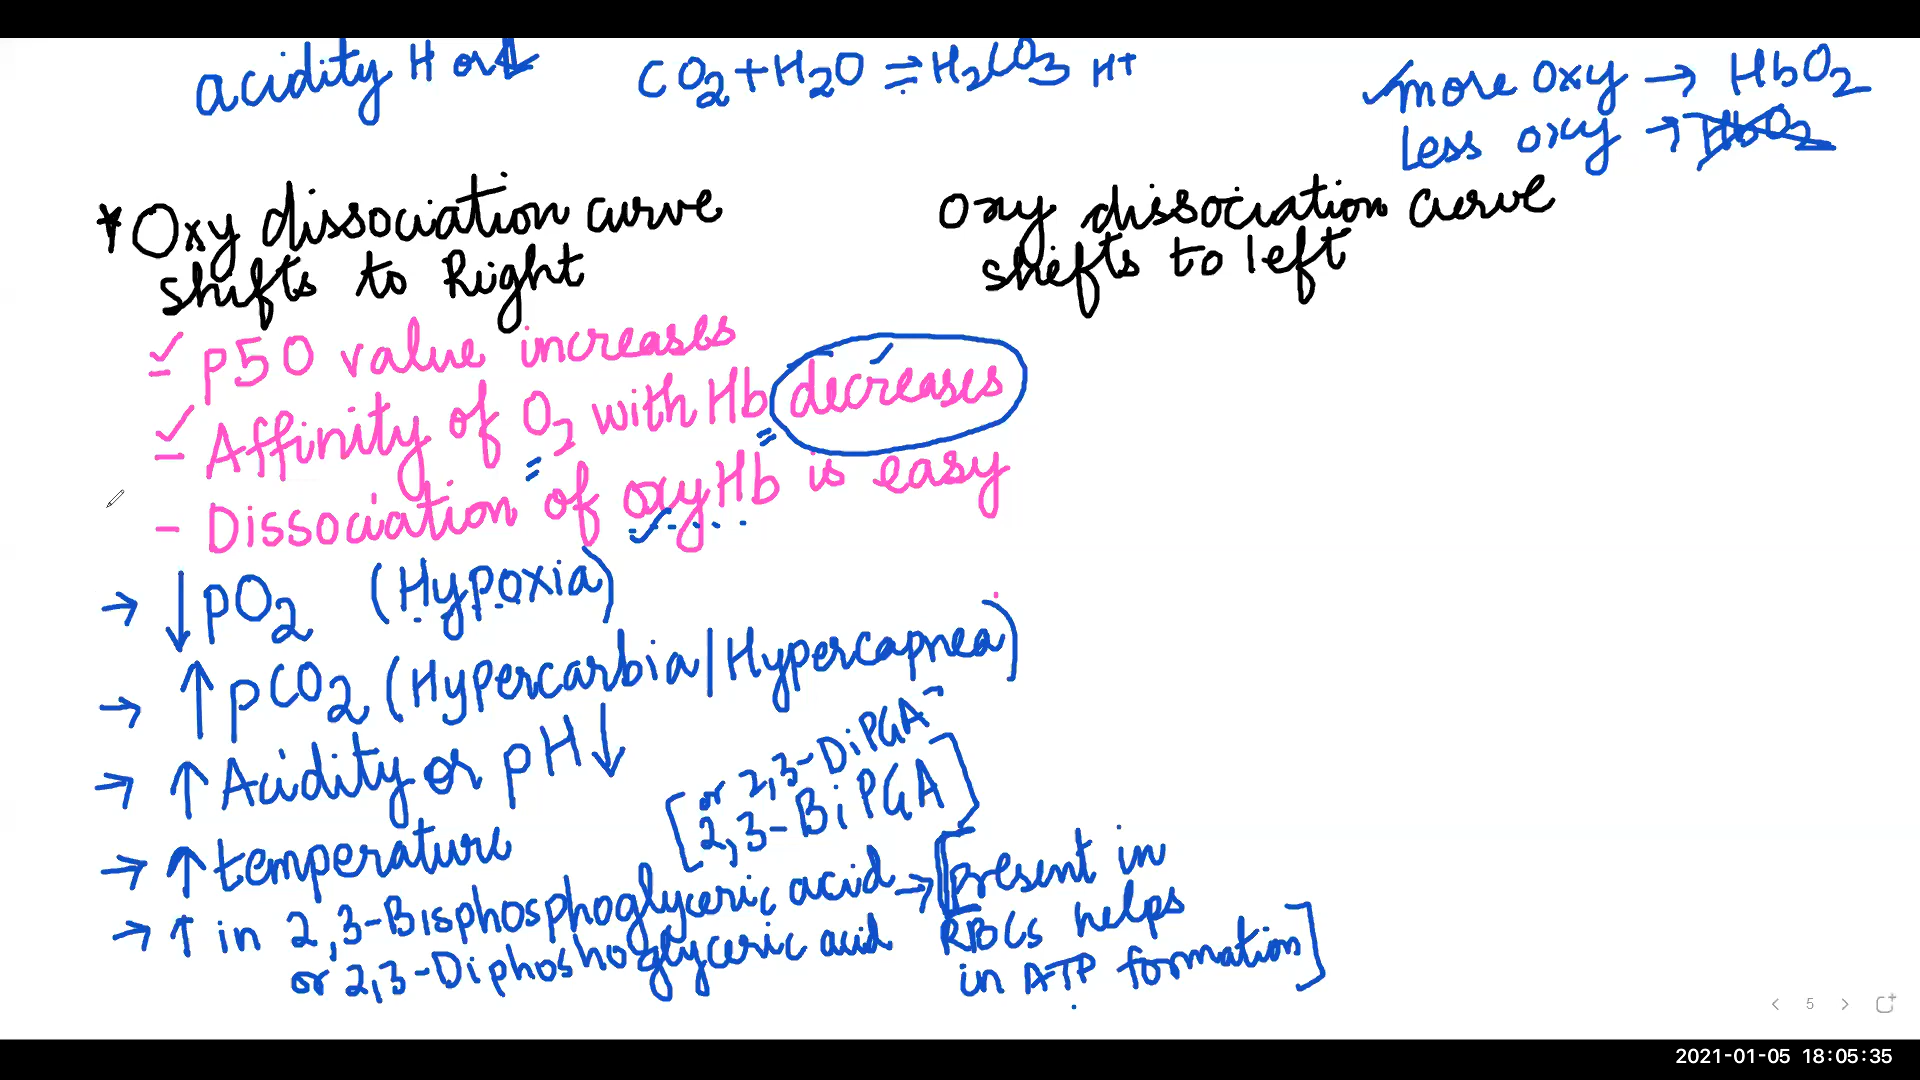 acidity H or↓
CO2+H2O ⇌ H2CO3 H+
✓more Oxy → HbO2
less oxy → HbO2
* Oxy dissociation curve
shifts to Right
Oxy dissociation curve
shifts to left
- P50 value increases
- Affinity of O2 with Hb decreases
- Dissociation of oxyHb is easy
→ ↓pO2 (Hypoxia)
→ ↑pCO2 (Hypercarbia/Hypercapnea)
→ ↑Acidity or pH↓
[or 2,3-DiPGA
2,3-BiPGA]
→ ↑temperature
→ ↑ in 2,3-Bisphosphoglyceric acid → [Present in
or 2,3-Diphoshoglyceric acid RBCs helps
in ATP formation]
5
2021-01-05 18:05:35